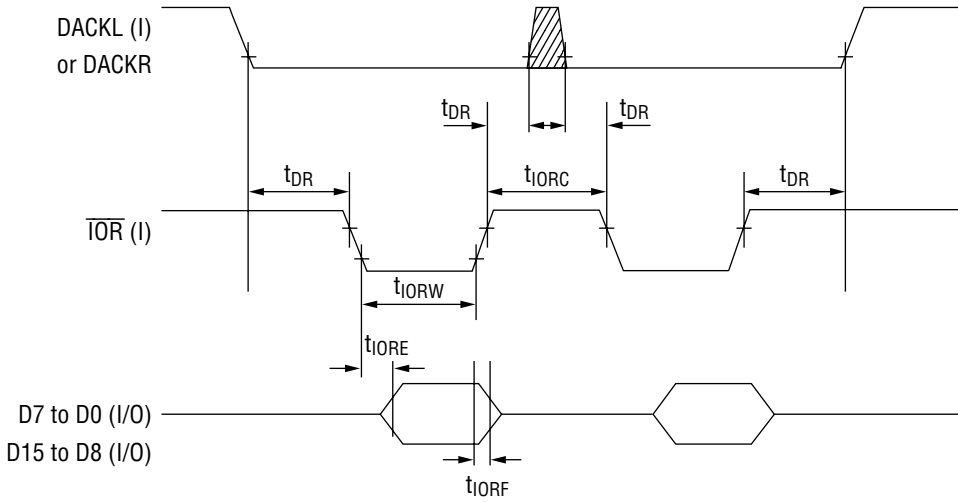 DACKL (I)
or DACKR
tDR
tDR
tDR
tIORC
tDR
IOR (I)
tIORW
tIORE
D7 to D0 (I/O)
D15 to D8 (I/O)
tIORF